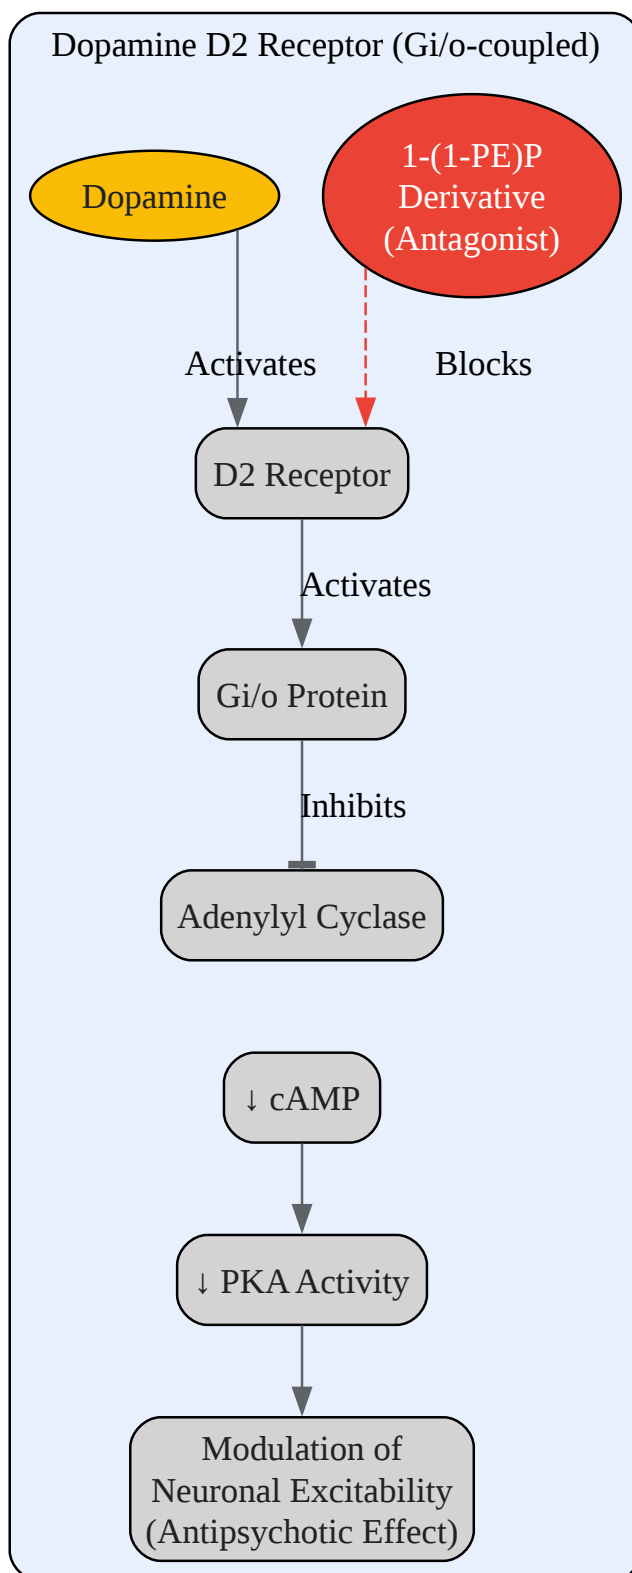 Dopamine D2 Receptor (Gi/o-coupled)
Dopamine
1-(1-PE)P
Derivative
(Antagonist)
Activates
Blocks
D2 Receptor
Activates
Gi/o Protein
Inhibits
Adenylyl Cyclase
↓ cAMP
↓ PKA Activity
Modulation of
Neuronal Excitability
(Antipsychotic Effect)